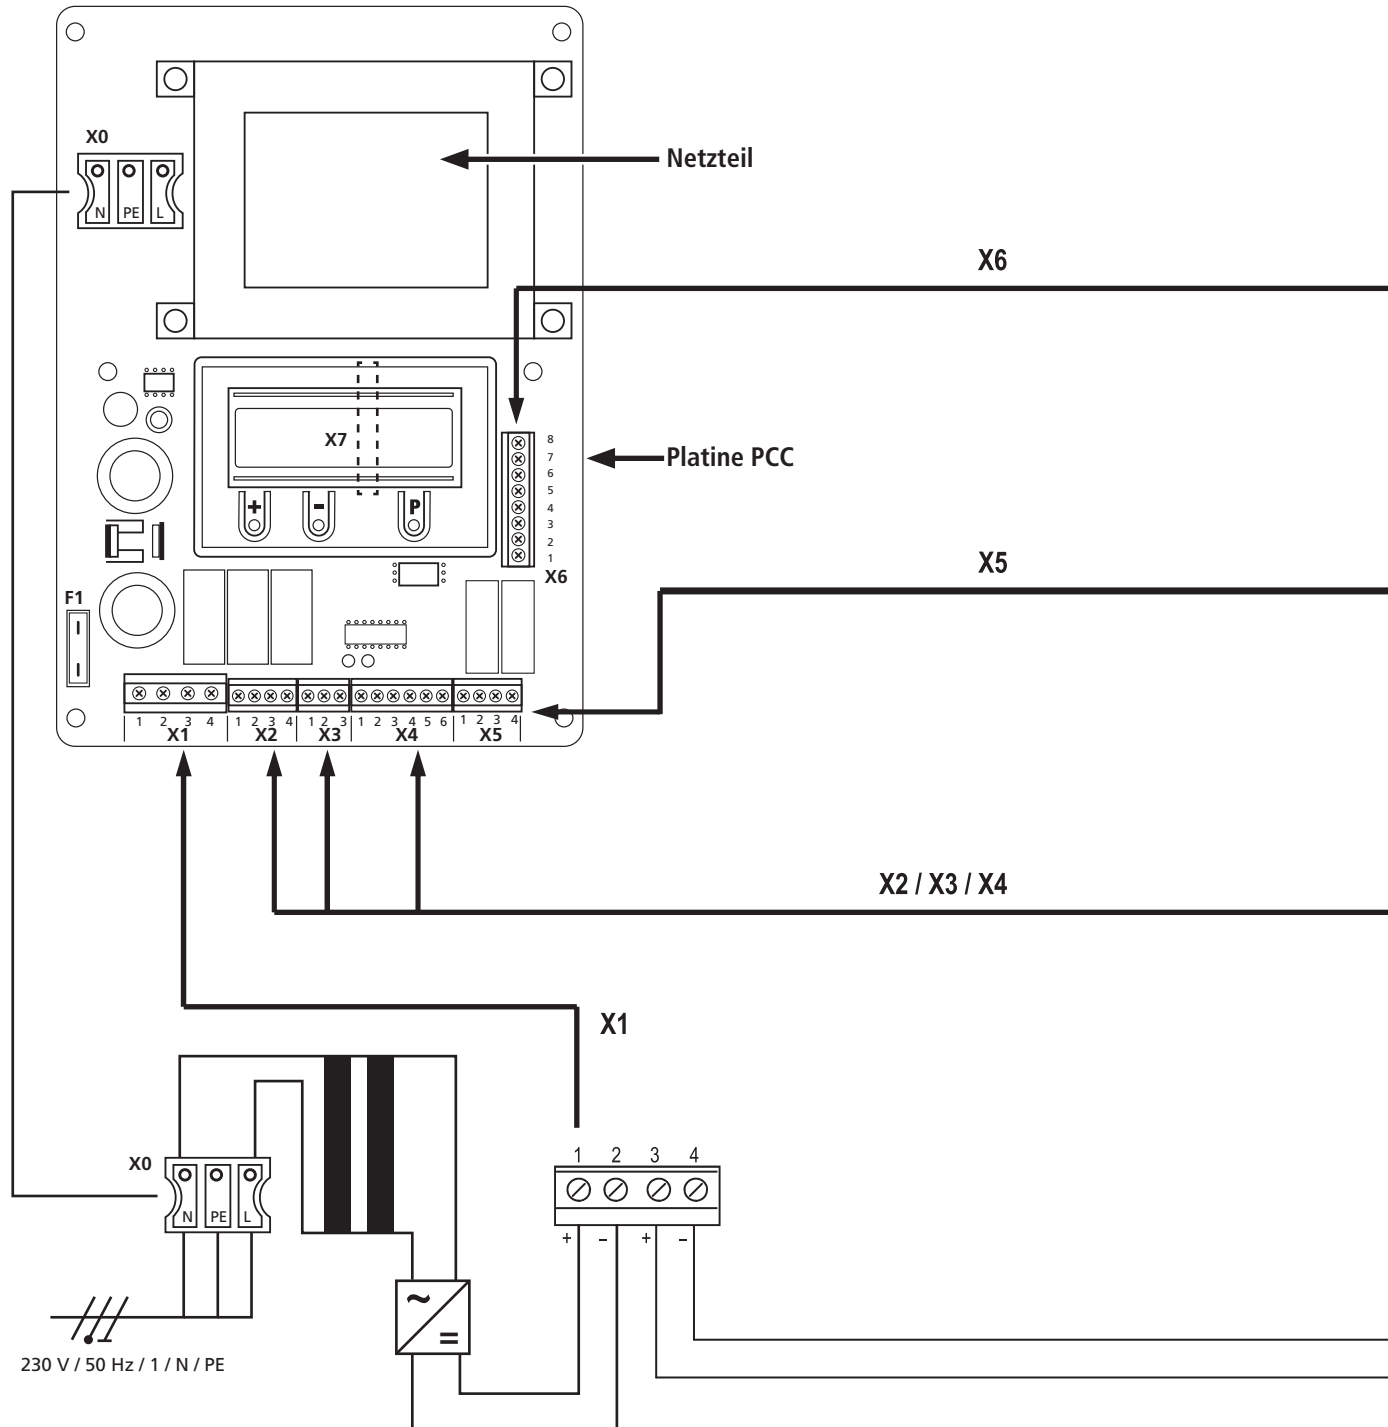 X0
N PE L
Netzteil
X6
X7
+ - P
8
7
6
5
4
3
2
1
X6
Platine PCC
X5
F1
1 2 3 4 1 2 3 4 1 2 3 1 2 3 4 5 6 1 2 3 4
X1 X2 X3 X4 X5
X2 / X3 / X4
X1
X0
N PE L
1 2 3 4
+ – + –
~
=
230 V / 50 Hz / 1 / N / PE